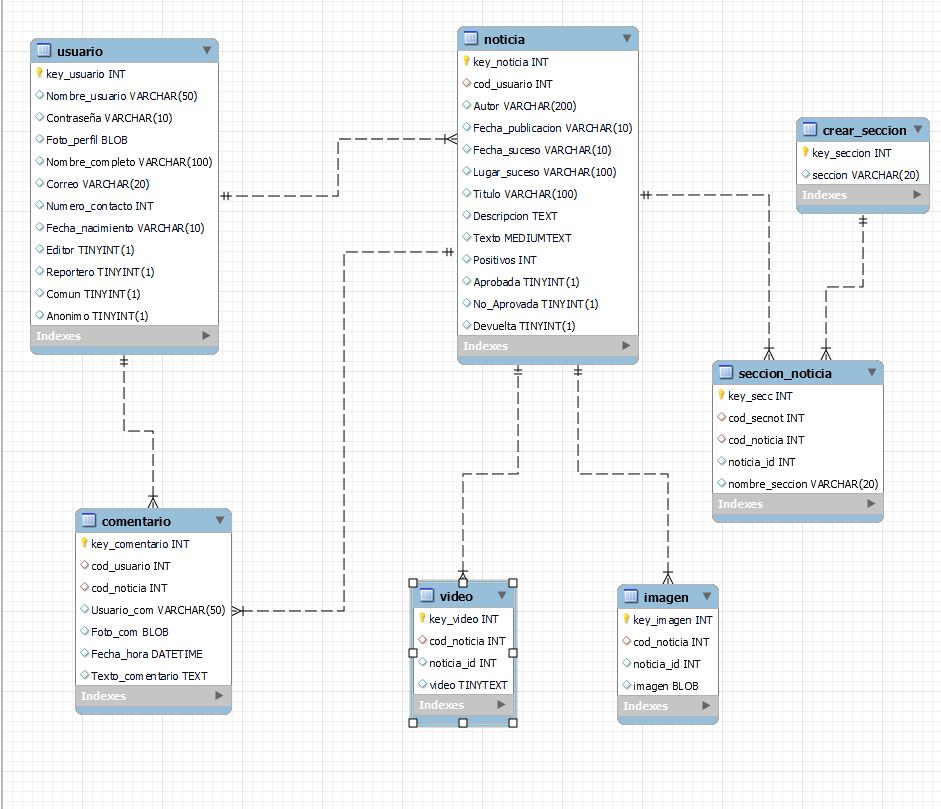 usuario
key_usuario INT
Nombre_usuario VARCHAR(50)
Contraseña VARCHAR(10)
Foto_perfil BLOB
Nombre_completo VARCHAR(100)
Correo VARCHAR(20)
Numero_contacto INT
Fecha_nacimiento VARCHAR(10)
Editor TINYINT(1)
Reportero TINYINT(1)
Comun TINYINT(1)
Anonimo TINYINT(1)
Indexes
noticia
key_noticia INT
cod_usuario INT
Autor VARCHAR(200)
Fecha_publicacion VARCHAR(10)
Fecha_suceso VARCHAR(10)
Lugar_suceso VARCHAR(100)
Titulo VARCHAR(100)
Descripcion TEXT
Texto MEDIUMTEXT
Positivos INT
Aprobada TINYINT(1)
No_Aprovada TINYINT(1)
Devuelta TINYINT(1)
Indexes
crear_seccion
key_seccion INT
seccion VARCHAR(20)
Indexes
seccion_noticia
key_secc INT
cod_secnot INT
cod_noticia INT
noticia_id INT
nombre_seccion VARCHAR(20)
Indexes
comentario
key_comentario INT
cod_usuario INT
cod_noticia INT
Usuario_com VARCHAR(50)
Foto_com BLOB
Fecha_hora DATETIME
Texto_comentario TEXT
Indexes
video
key_video INT
cod_noticia INT
noticia_id INT
video TINYTEXT
Indexes
imagen
key_imagen INT
cod_noticia INT
noticia_id INT
imagen BLOB
Indexes